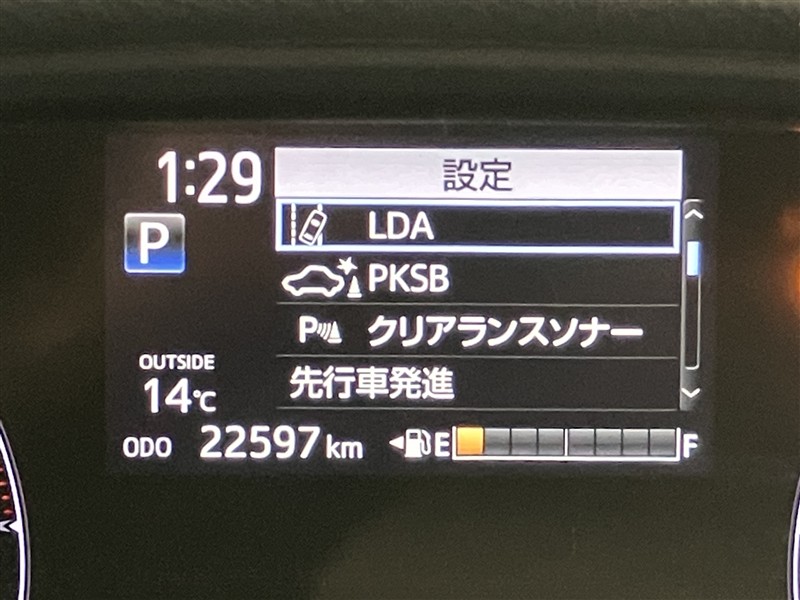 1:29
設定
P
LDA
PKSB
P クリアランスソナー
先行車発進
OUTSIDE
14℃
ODO 22597 km
E F